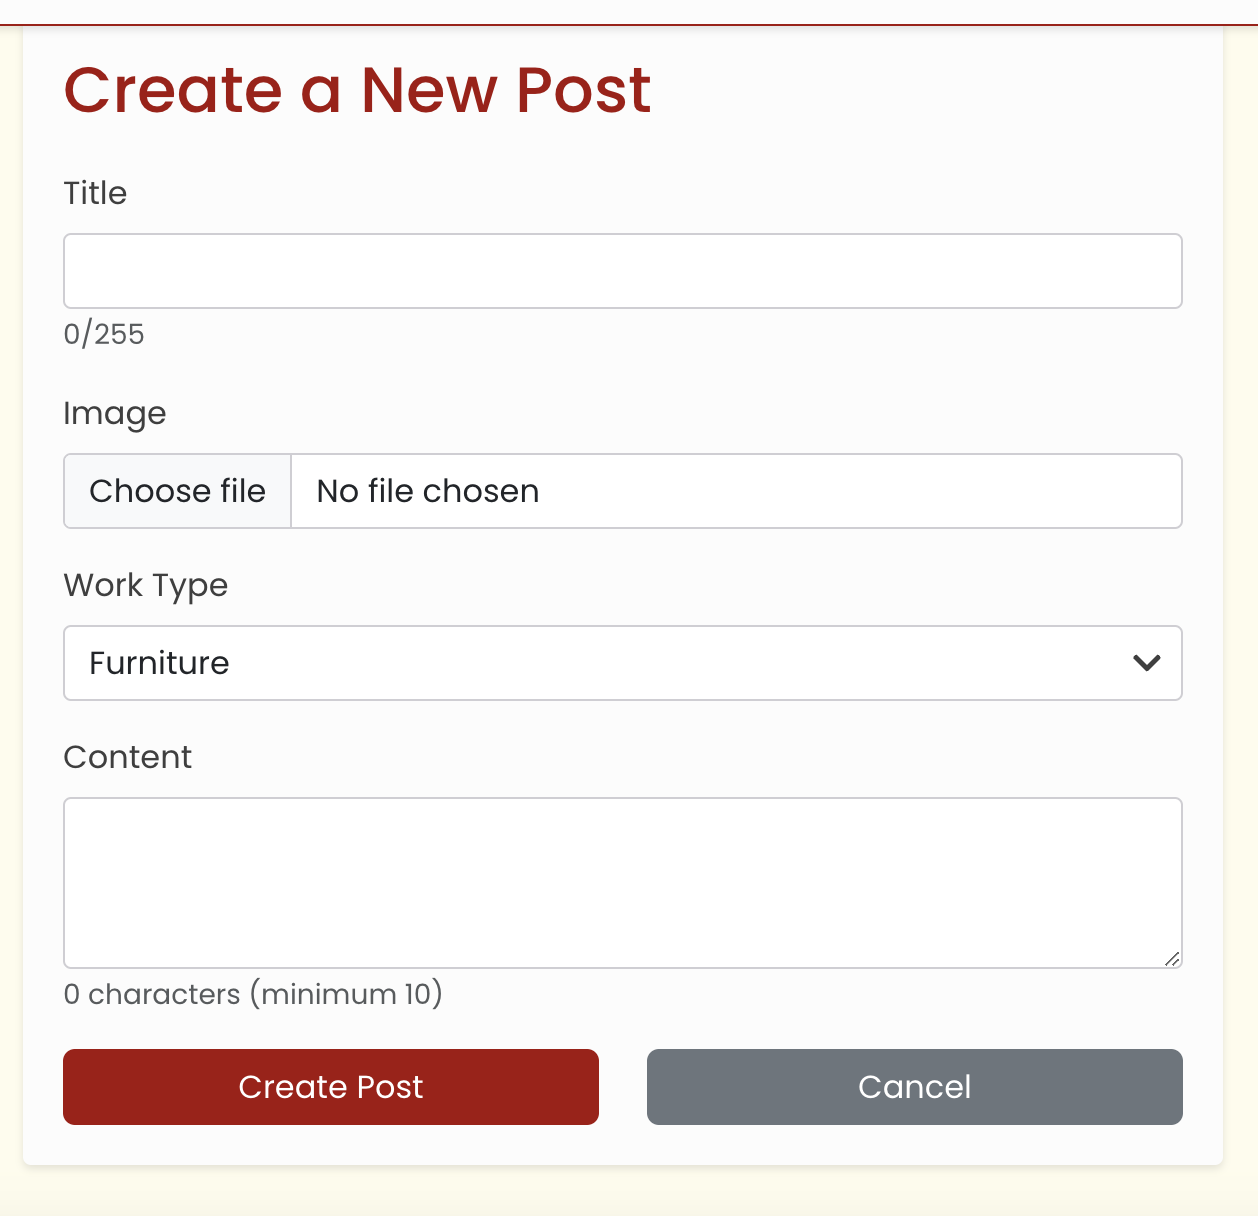 Create a New Post
Title
0/255
Image
Choose file No file chosen
Work Type
Furniture
Content
0 characters (minimum 10)
Create Post Cancel